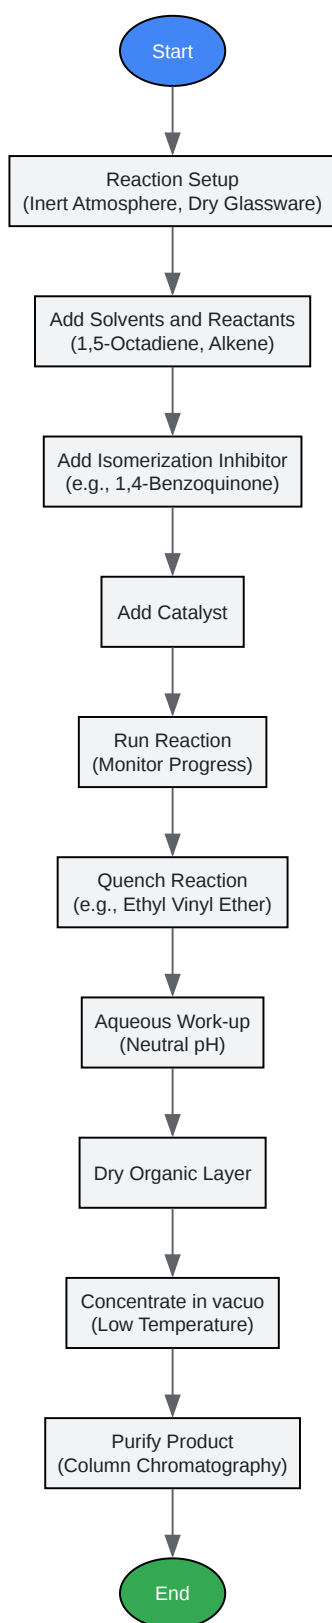 Start
Reaction Setup
(Inert Atmosphere, Dry Glassware)
Add Solvents and Reactants
(1,5-Octadiene, Alkene)
Add Isomerization Inhibitor
(e.g., 1,4-Benzoquinone)
Add Catalyst
Run Reaction
(Monitor Progress)
Quench Reaction
(e.g., Ethyl Vinyl Ether)
Aqueous Work-up
(Neutral pH)
Dry Organic Layer
Concentrate in vacuo
(Low Temperature)
Purify Product
(Column Chromatography)
End